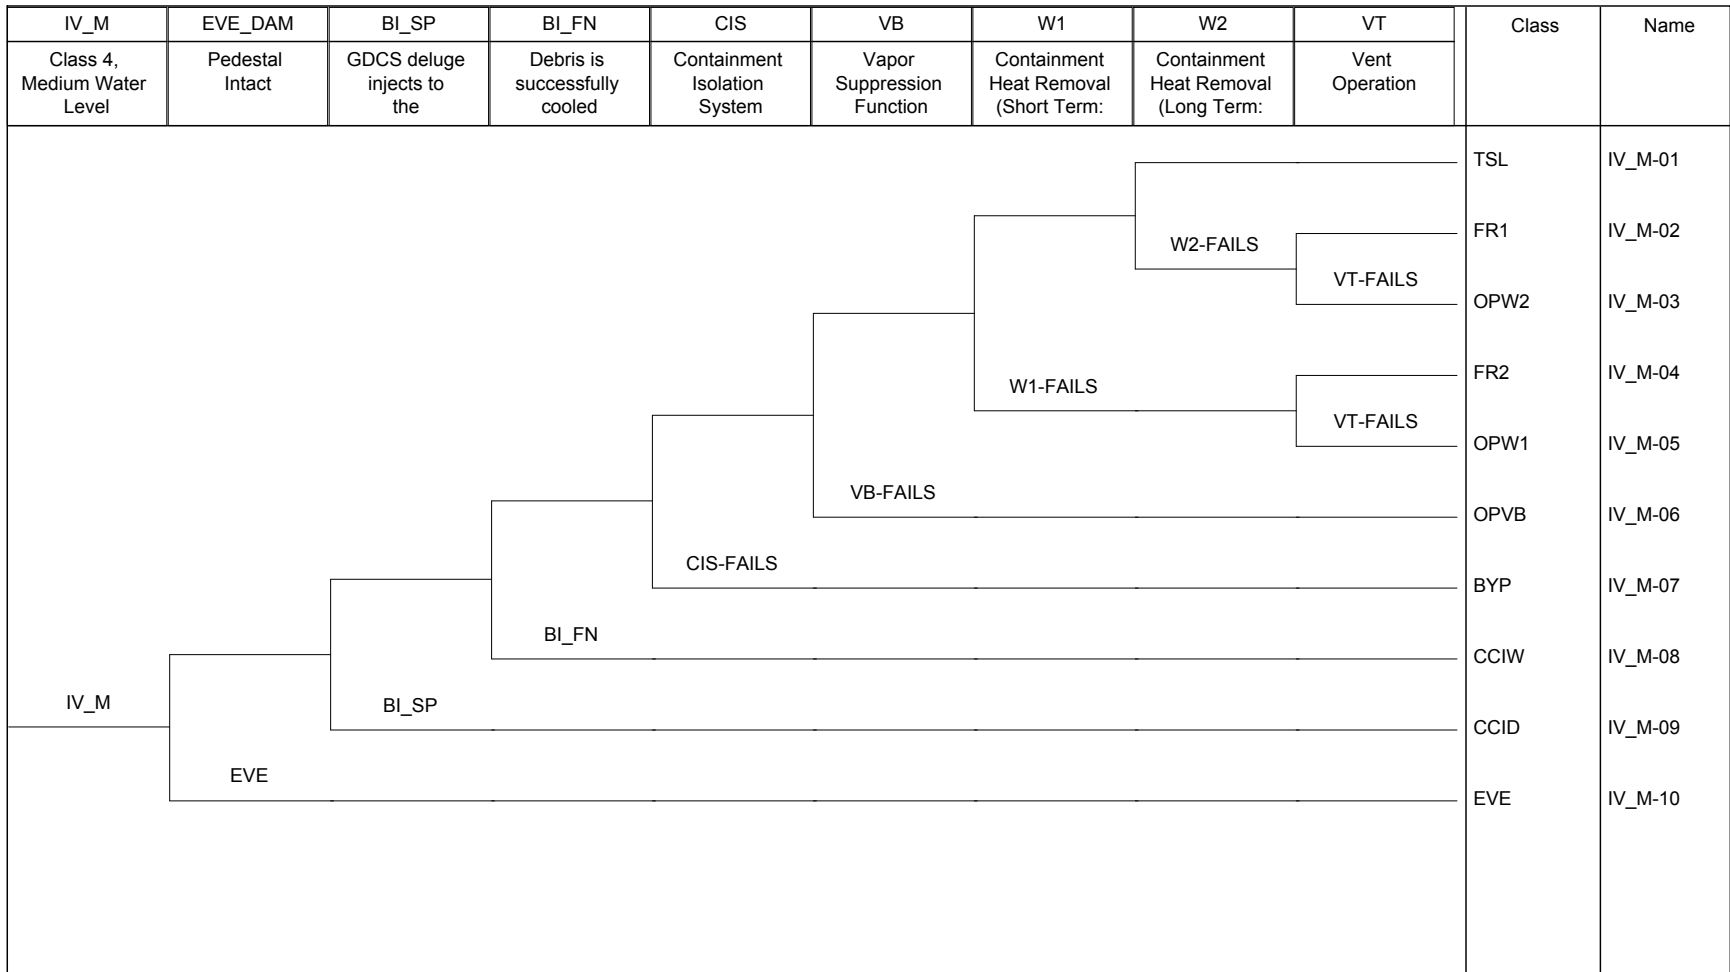 IV_M EVE_DAM BI_SP BI_FN CIS VB W1 W2 VT Class Name
Class 4, Pedestal GDCS deluge Debris is Containment Vapor Containment Containment Vent
Medium Water Intact injects to successfully Isolation Suppression Heat Removal Heat Removal Operation
Level the cooled System Function (Short Term: (Long Term:
TSL IV_M-01
FR1 IV_M-02
W2-FAILS
VT-FAILS
OPW2 IV_M-03
FR2 IV_M-04
W1-FAILS
VT-FAILS
OPW1 IV_M-05
VB-FAILS
OPVB IV_M-06
CIS-FAILS
BYP IV_M-07
BI_FN
CCIW IV_M-08
IV_M BI_SP
CCID IV_M-09
EVE
EVE IV_M-10